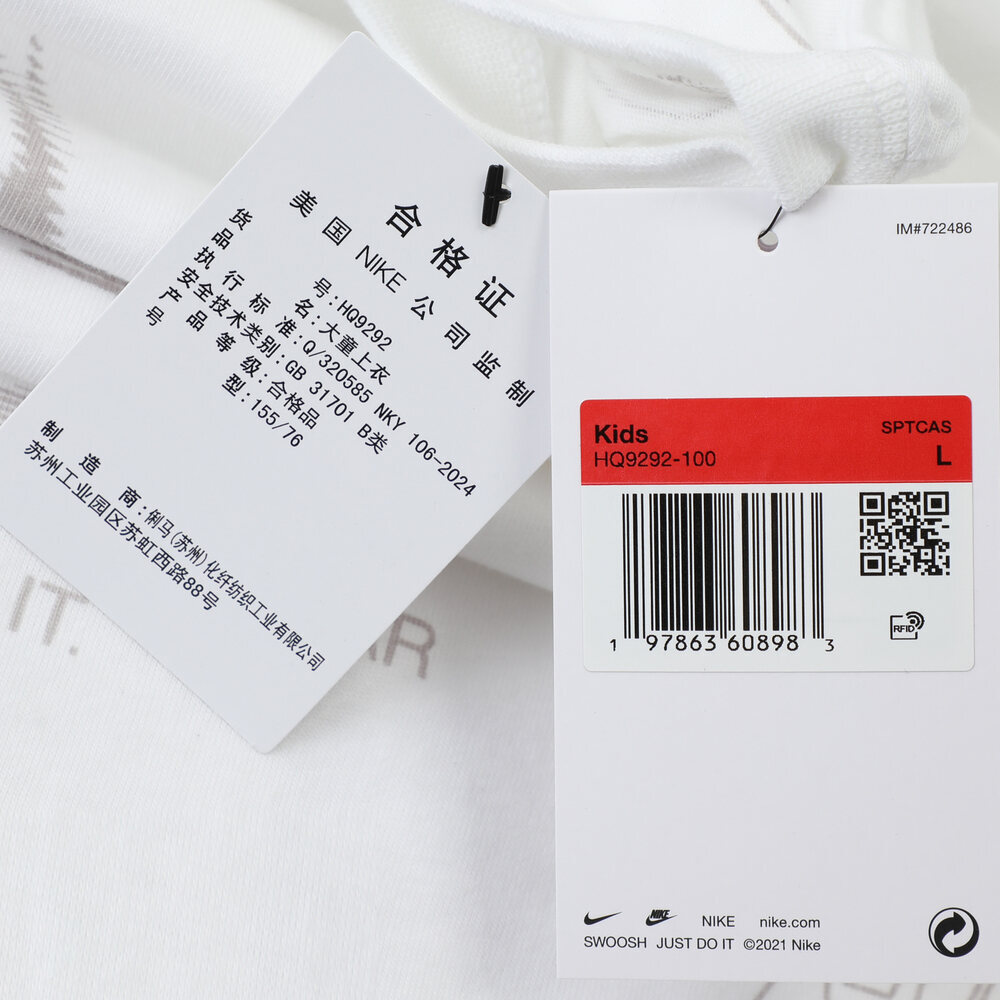 合格证
美国 NIKE 公司监制
货号:HQ9292
品名:大童上衣
执行标准:Q/320585 NKY 106-2024
安全技术类别:GB 31701 B类
产品等级:合格品
号型:155/76
制造商:俐马(苏州)化纤纺织工业有限公司
苏州工业园区苏虹西路88号
IM#722486
Kids
SPTCAS
HQ9292-100
L
1 97863 60898 3
RFID
NIKE
NIKE nike.com
SWOOSH JUST DO IT ©2021 Nike
IT.
AR